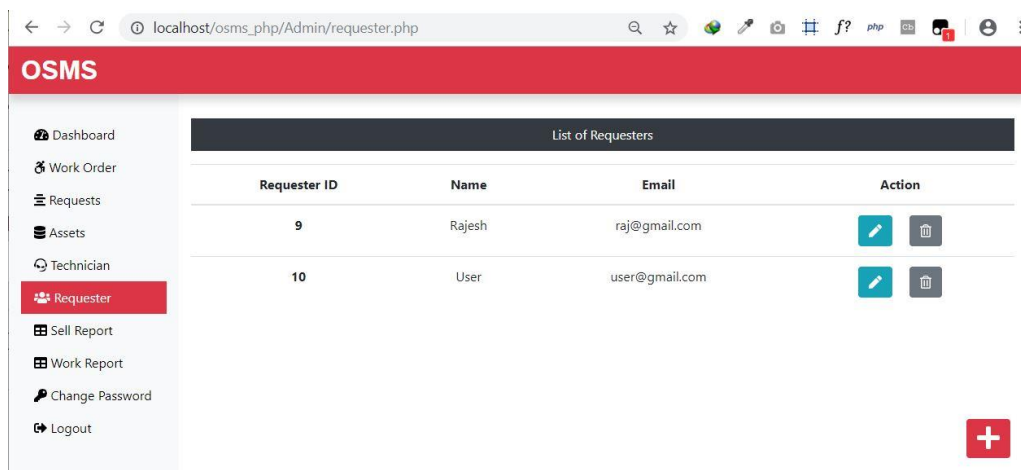 localhost/osms_php/Admin/requester.php
f?
php
Cb
1
OSMS
Dashboard
Work Order
Requests
Assets
Technician
Requester
Sell Report
Work Report
Change Password
Logout
List of Requesters
Requester ID Name Email Action
9 Rajesh raj@gmail.com
10 User user@gmail.com